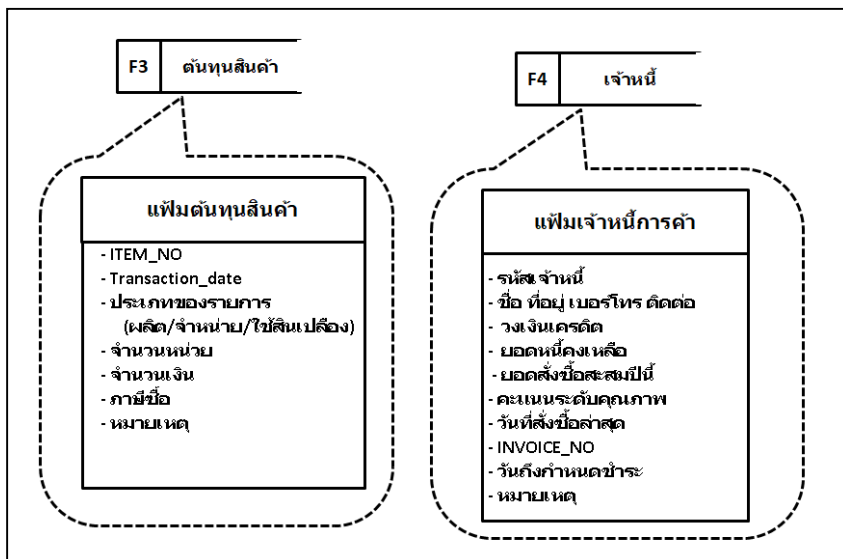 F3 ต้นทุนสินค้า
แฟ้มต้นทุนสินค้า
- ITEM_NO
- Transaction_date
- ประเภทของรายการ
(ผลิต/จำหน่าย/ใช้สินเปลือง)
- จำนวนหน่วย
- จำนวนเงิน
- ภาษีซื้อ
- หมายเหตุ
F4 เจ้าหนี้
แฟ้มเจ้าหนี้การค้า
- รหัสเจ้าหนี้
- ชื่อ ที่อยู่ เบอร์โทร ติดต่อ
- วงเงินเครดิต
- ยอดหนี้คงเหลือ
- ยอดสั่งซื้อสะสมปีนี้
- คะแนนระดับคุณภาพ
- วันที่สั่งซื้อล่าสุด
- INVOICE_NO
- วันถึงกำหนดชำระ
- หมายเหตุ